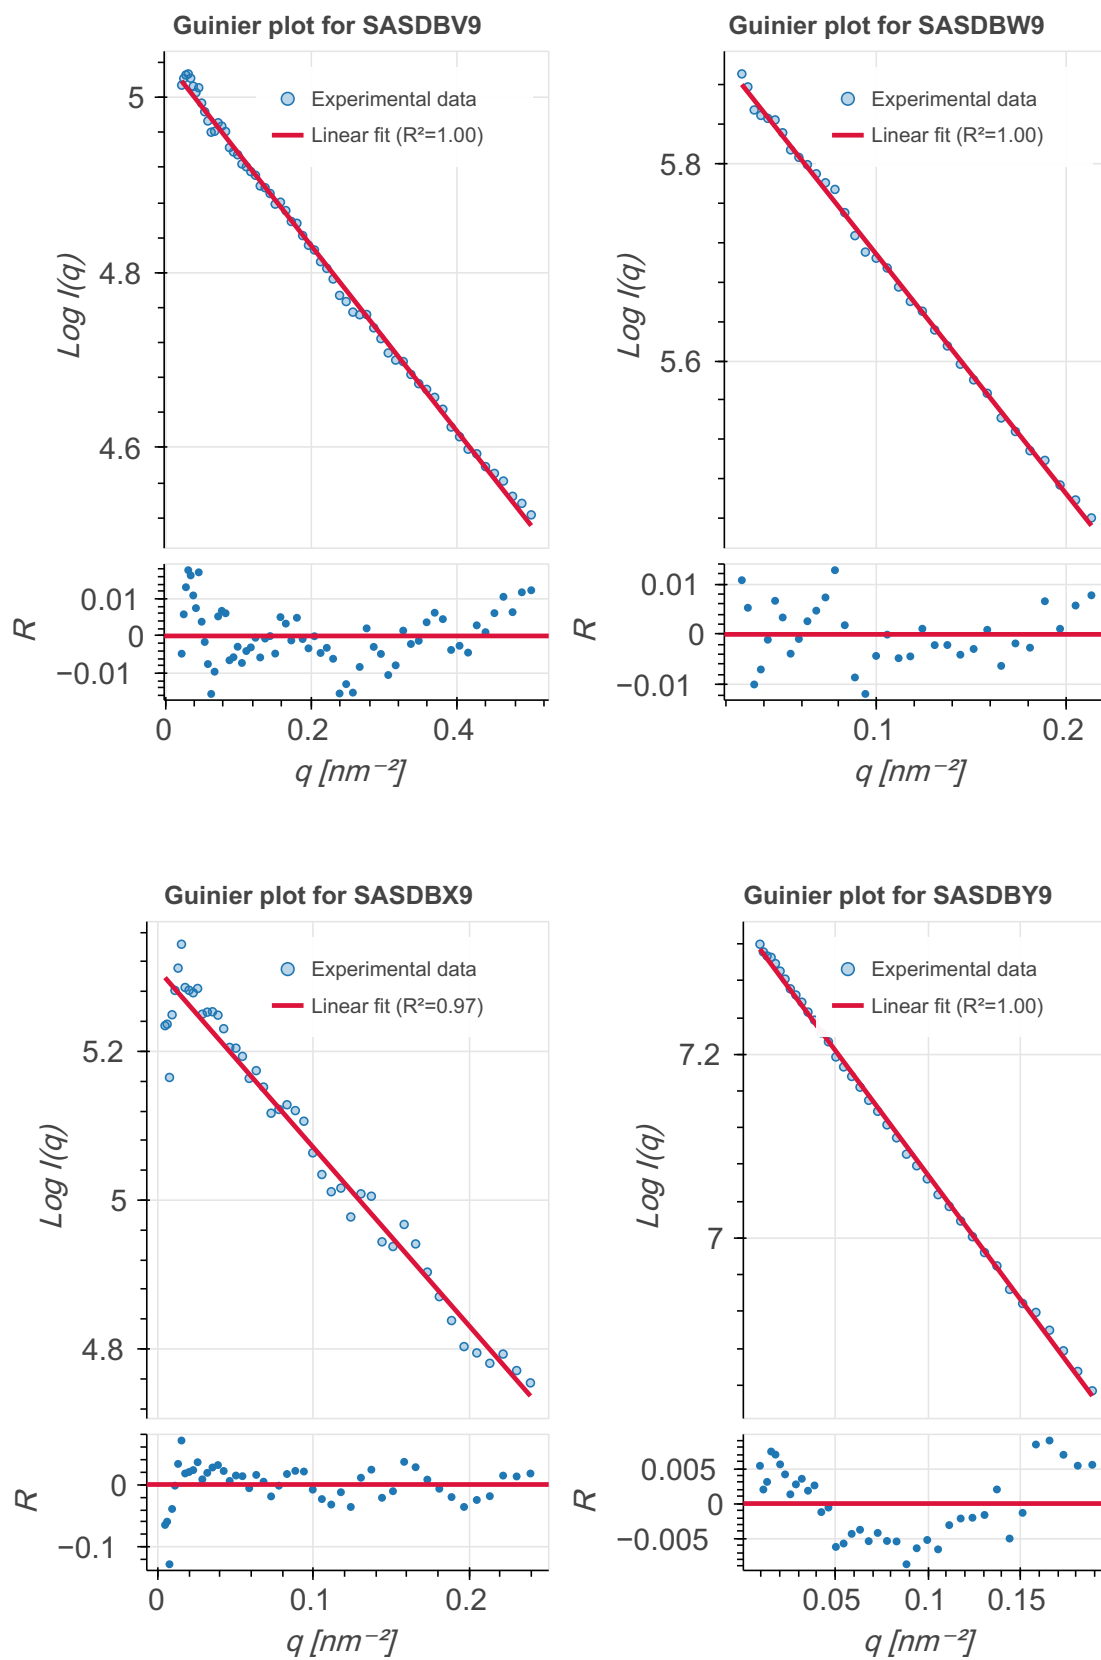 Guinier plot for SASDBV9
Experimental data
Linear fit (R²=1.00)
Log I(q)
5
4.8
4.6
R
0.01
0
−0.01
0
0.2
0.4
q [nm⁻²]
Guinier plot for SASDBW9
Experimental data
Linear fit (R²=1.00)
Log I(q)
5.8
5.6
R
0.01
0
−0.01
0.1
0.2
q [nm⁻²]
Guinier plot for SASDBX9
Experimental data
Linear fit (R²=0.97)
Log I(q)
5.2
5
4.8
R
0
−0.1
0
0.1
0.2
q [nm⁻²]
Guinier plot for SASDBY9
Experimental data
Linear fit (R²=1.00)
Log I(q)
7.2
7
R
0.005
0
−0.005
0.05
0.1
0.15
q [nm⁻²]